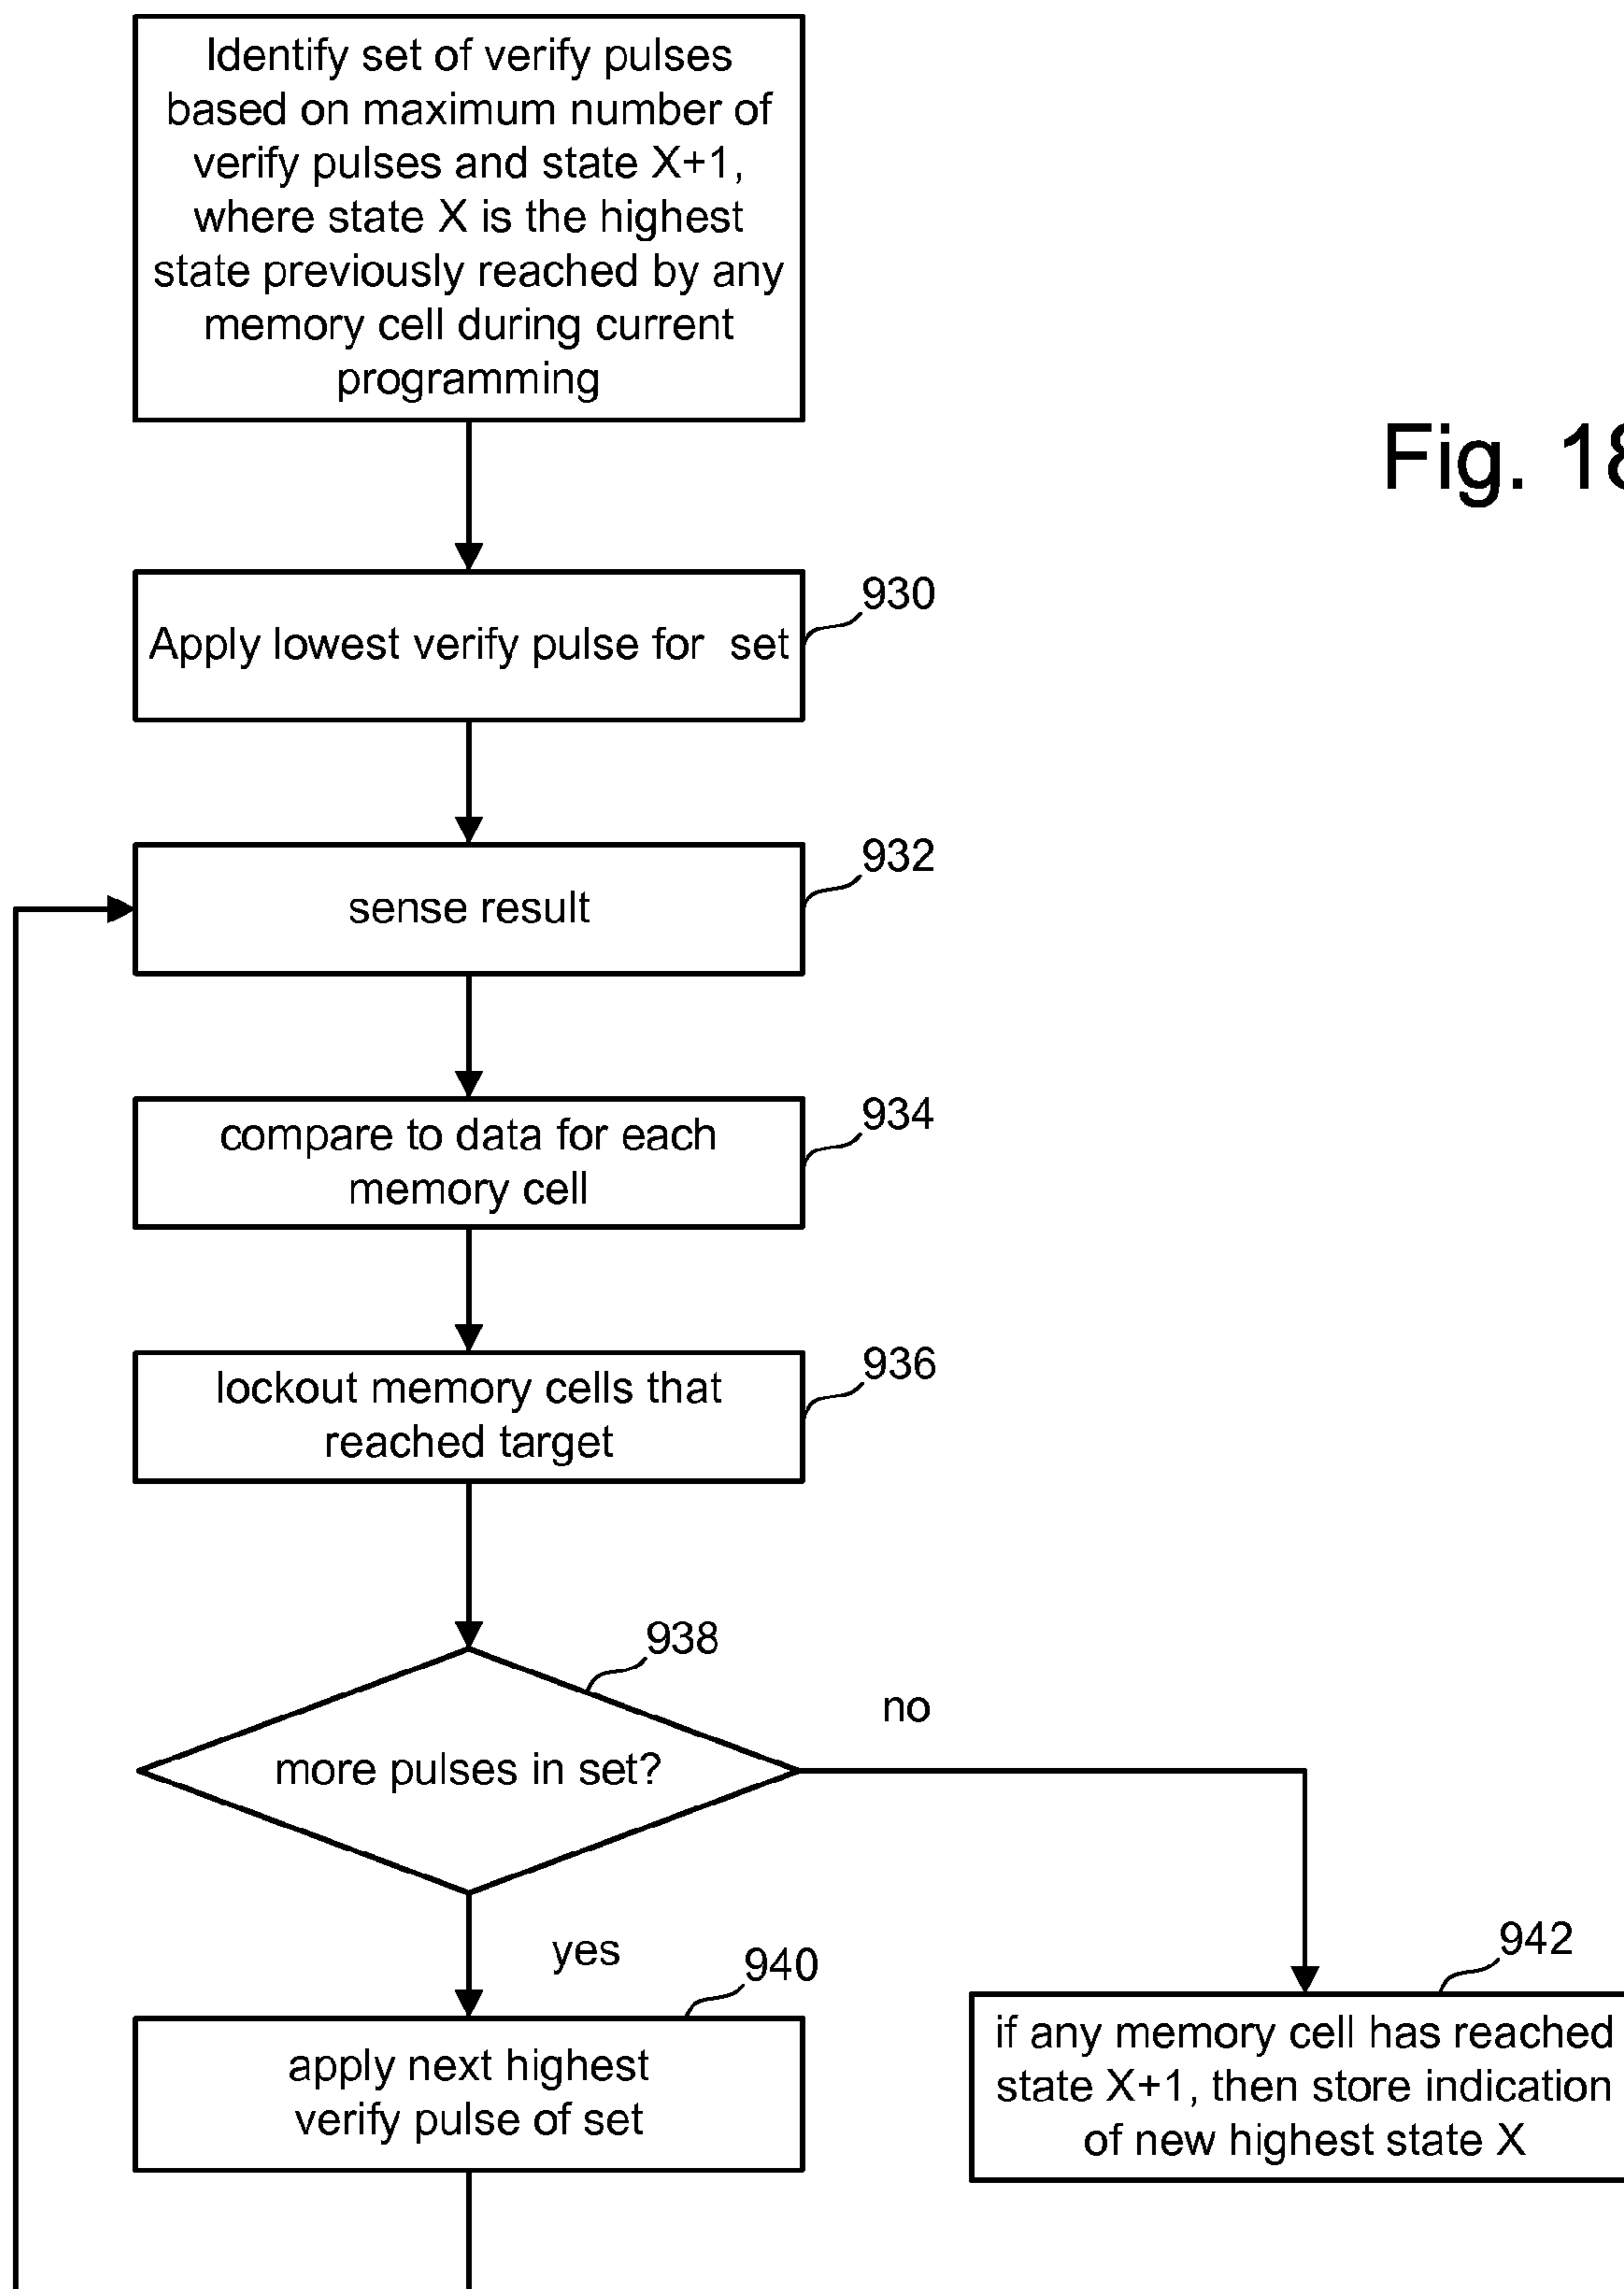 Identify set of verify pulses
based on maximum number of
verify pulses and state X+1,
where state X is the highest
state previously reached by any
memory cell during current
programming
Fig. 18
930
Apply lowest verify pulse for set
932
sense result
934
compare to data for each
memory cell
936
lockout memory cells that
reached target
938
no
more pulses in set?
yes
940
942
apply next highest
verify pulse of set
if any memory cell has reached
state X+1, then store indication
of new highest state X